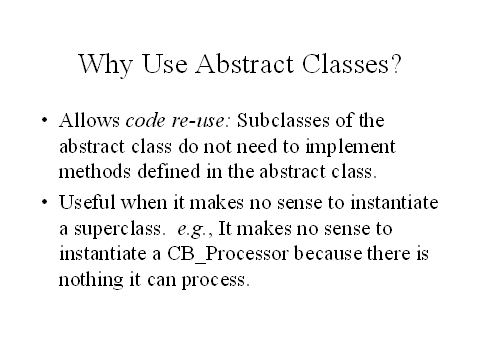 Why Use Abstract Classes?
• Allows code re-use: Subclasses of the
abstract class do not need to implement
methods defined in the abstract class.
• Useful when it makes no sense to instantiate
a superclass. e.g., It makes no sense to
instantiate a CB_Processor because there is
nothing it can process.